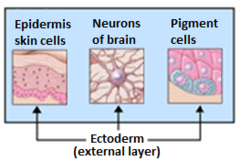 Epidermis
skin cells
Neurons
of brain
Pigment
cells
Ectoderm
(external layer)